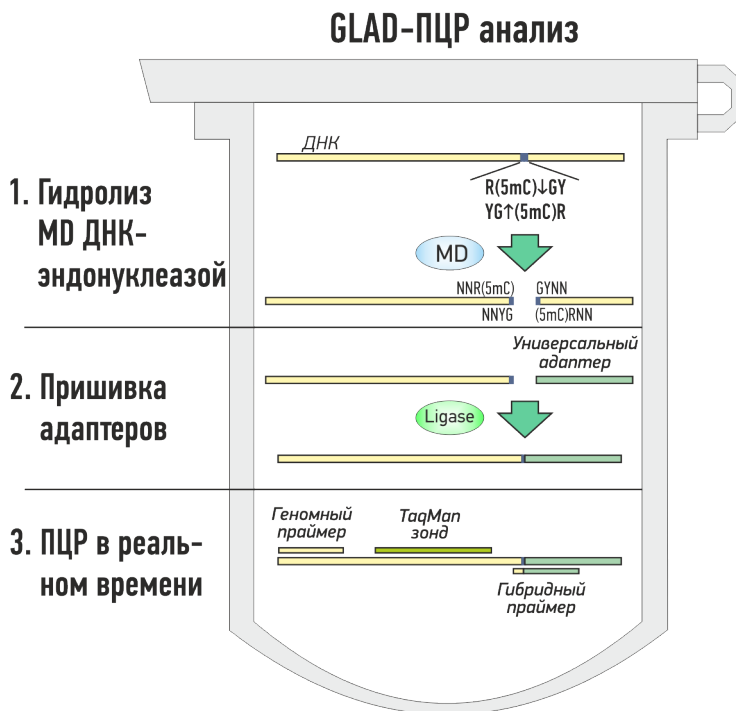 GLAD-ПЦР анализ
ДНК
1. Гидролиз
MD ДНК-
эндонуклеазой
R(5mC)↓GY
YG↑(5mC)R
MD
NNR(5mC) GYNN
NNYG (5mC)RNN
2. Пришивка
адаптеров
Универсальный
адаптер
Ligase
3. ПЦР в реаль-
ном времени
Геномный
праймер
TaqMan
зонд
Гибридный
праймер